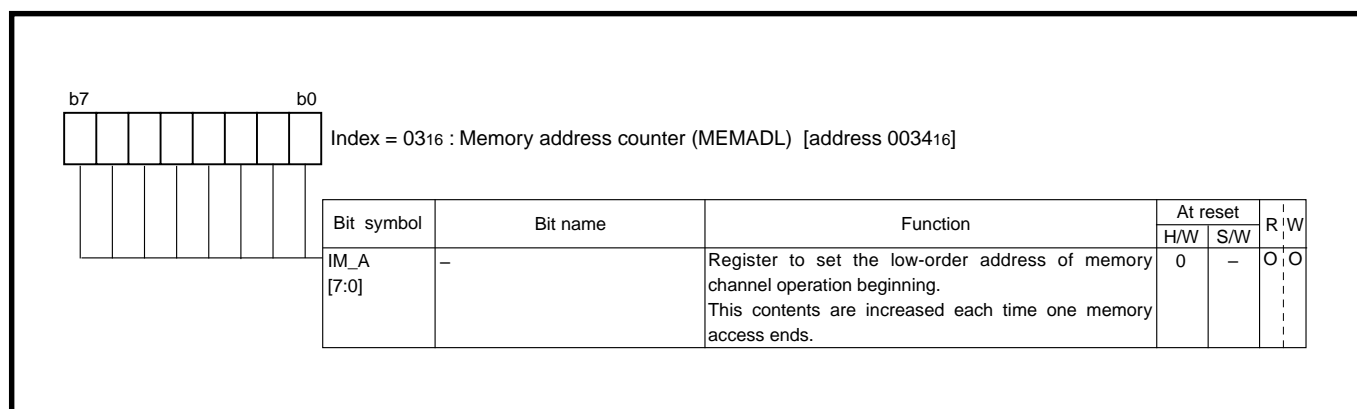 b7 b0
Index = 0316 : Memory address counter (MEMADL) [address 003416]
Bit symbol Bit name Function At reset R W
H/W S/W
IM_A – Register to set the low-order address of memory 0 – O O
[7:0] channel operation beginning.
This contents are increased each time one memory
access ends.